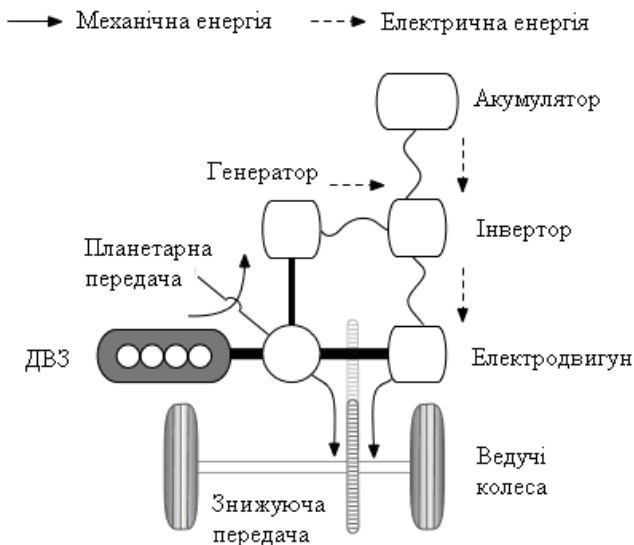 Механічна енергія
Електрична енергія
Акумулятор
Генератор
Інвертор
Планетарна
передача
ДВЗ
Електродвигун
Ведучі
колеса
Знижуюча
передача